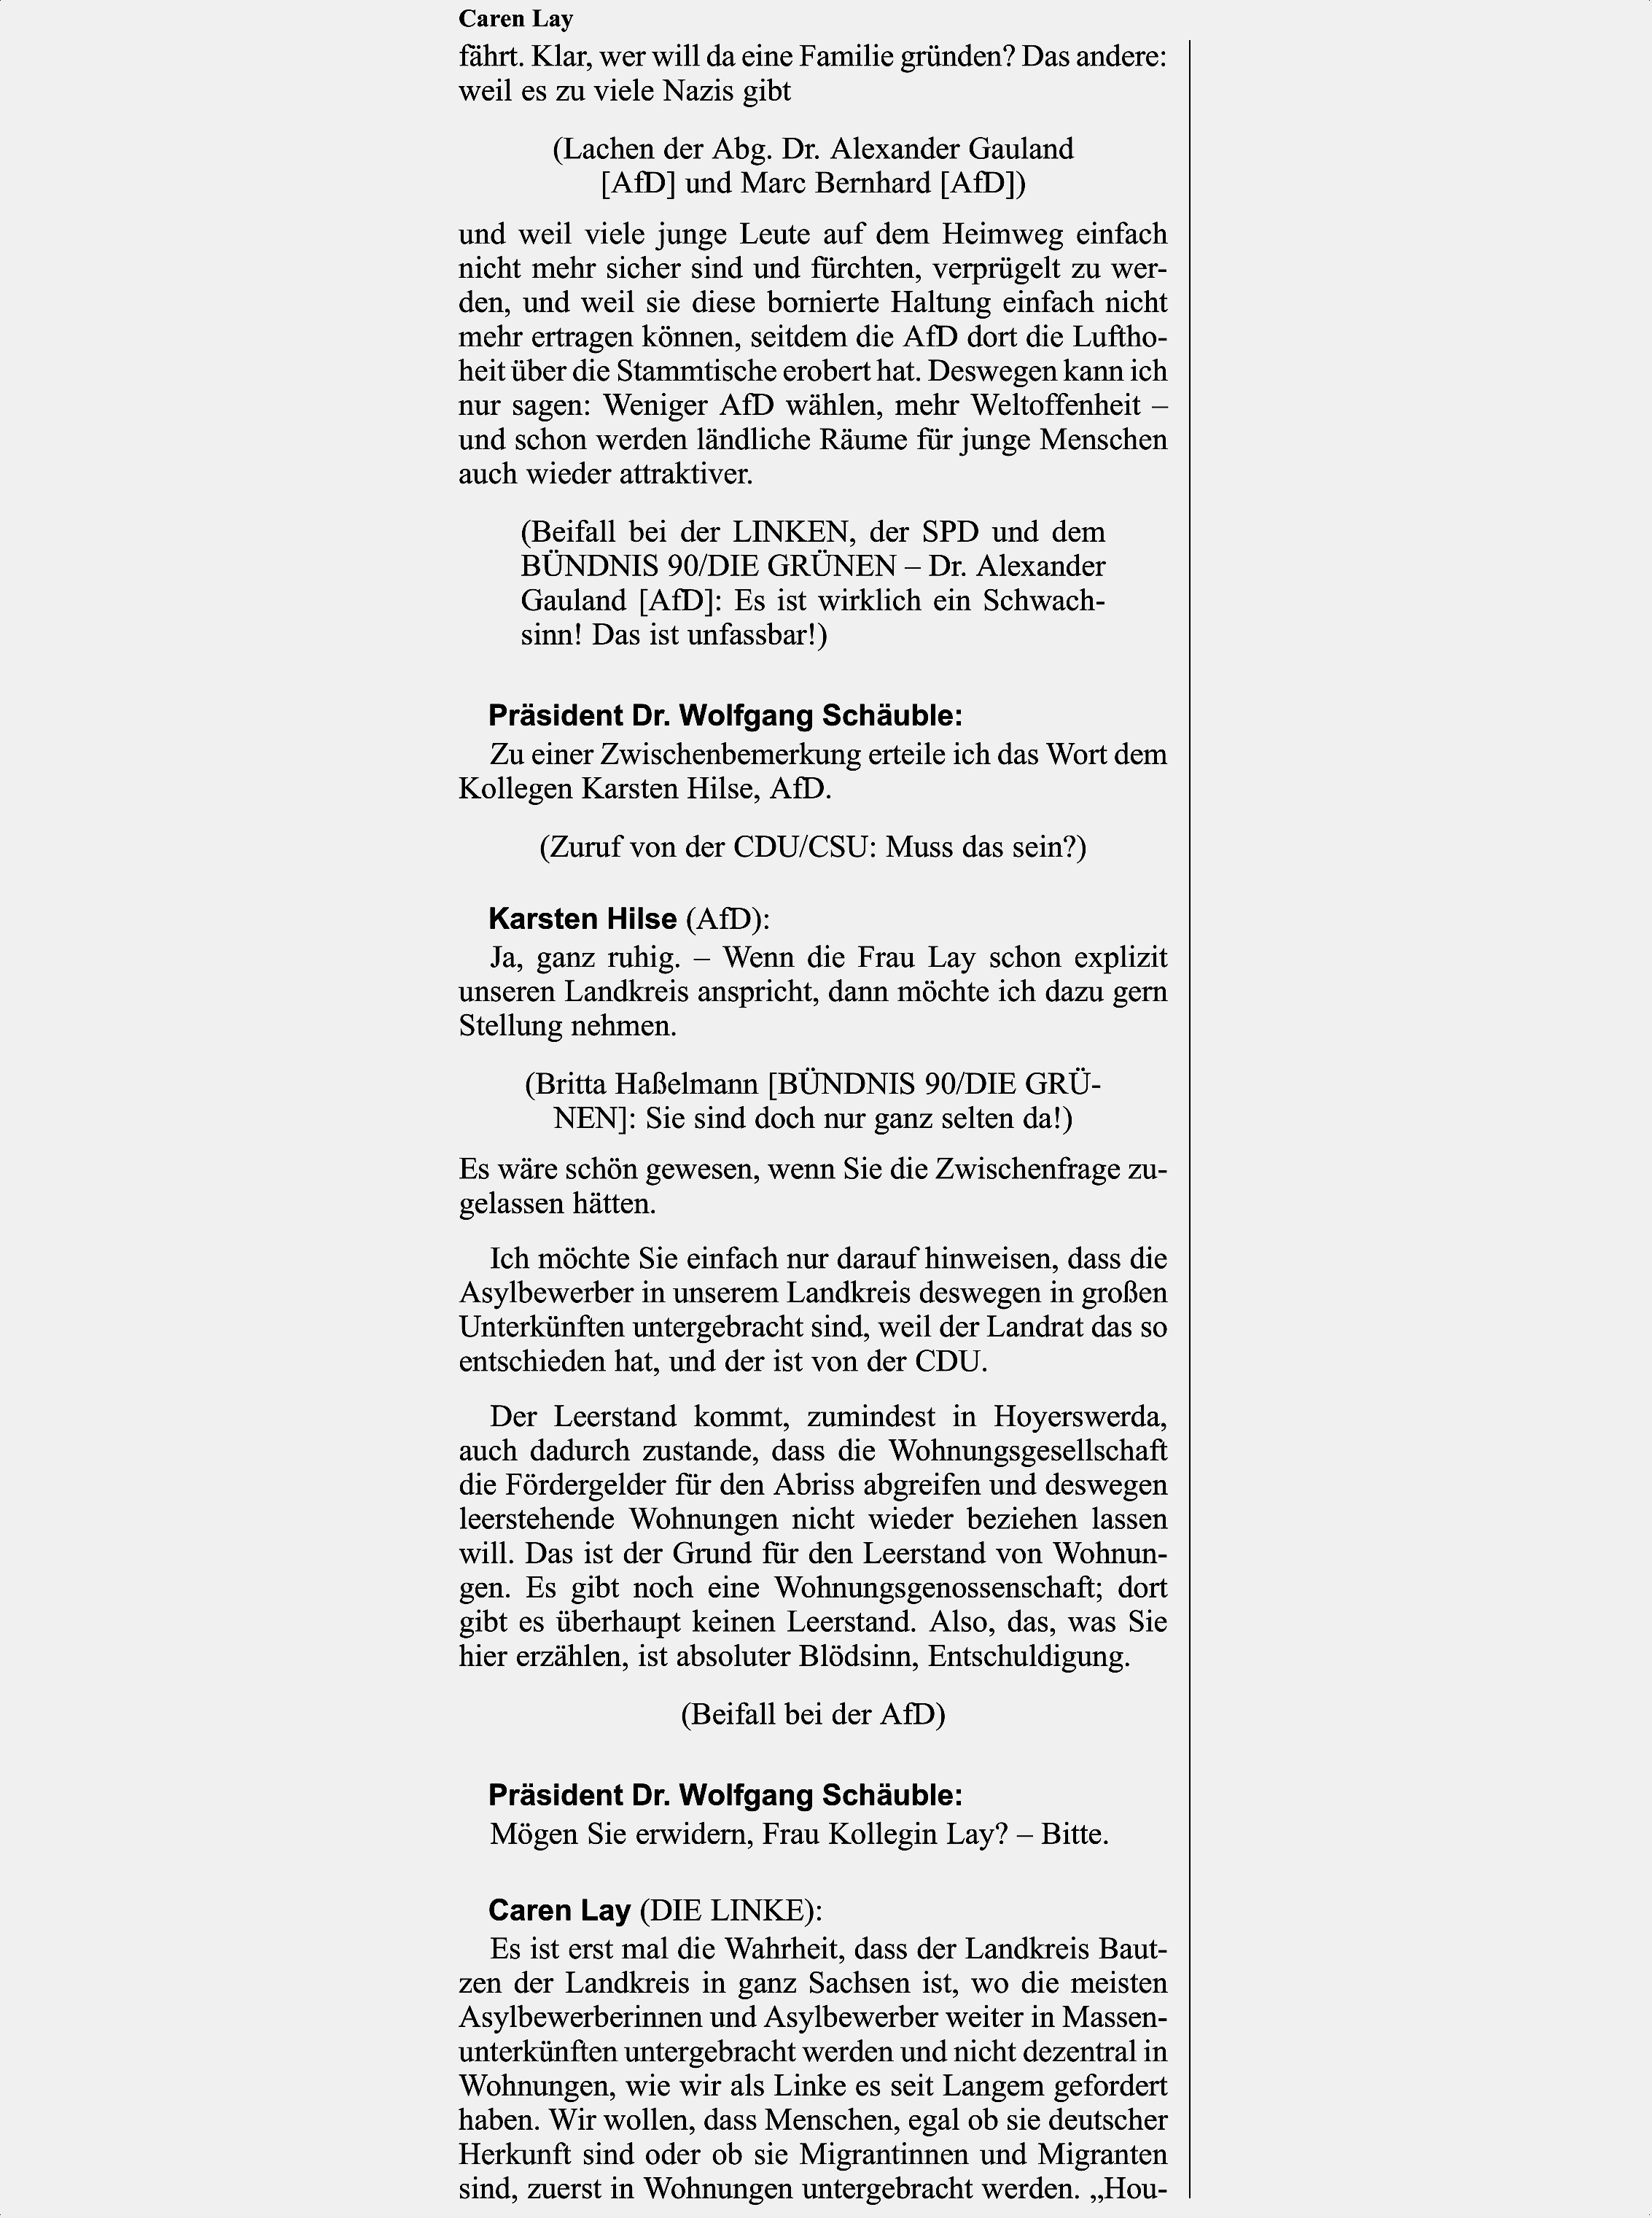 Caren Lay
fährt. Klar, wer will da eine Familie gründen? Das andere:
weil es zu viele Nazis gibt
(Lachen der Abg. Dr. Alexander Gauland
[AfD] und Marc Bernhard [AfD])
und weil viele junge Leute auf dem Heimweg einfach
nicht mehr sicher sind und fürchten, verprügelt zu wer-
den, und weil sie diese bornierte Haltung einfach nicht
mehr ertragen können, seitdem die AfD dort die Luftho-
heit über die Stammtische erobert hat. Deswegen kann ich
nur sagen: Weniger AfD wählen, mehr Weltoffenheit –
und schon werden ländliche Räume für junge Menschen
auch wieder attraktiver.
(Beifall bei der LINKEN, der SPD und dem
BÜNDNIS 90/DIE GRÜNEN – Dr. Alexander
Gauland [AfD]: Es ist wirklich ein Schwach-
sinn! Das ist unfassbar!)
Präsident Dr. Wolfgang Schäuble:
Zu einer Zwischenbemerkung erteile ich das Wort dem
Kollegen Karsten Hilse, AfD.
(Zuruf von der CDU/CSU: Muss das sein?)
Karsten Hilse (AfD):
Ja, ganz ruhig. – Wenn die Frau Lay schon explizit
unseren Landkreis anspricht, dann möchte ich dazu gern
Stellung nehmen.
(Britta Haßelmann [BÜNDNIS 90/DIE GRÜ-
NEN]: Sie sind doch nur ganz selten da!)
Es wäre schön gewesen, wenn Sie die Zwischenfrage zu-
gelassen hätten.
Ich möchte Sie einfach nur darauf hinweisen, dass die
Asylbewerber in unserem Landkreis deswegen in großen
Unterkünften untergebracht sind, weil der Landrat das so
entschieden hat, und der ist von der CDU.
Der Leerstand kommt, zumindest in Hoyerswerda,
auch dadurch zustande, dass die Wohnungsgesellschaft
die Fördergelder für den Abriss abgreifen und deswegen
leerstehende Wohnungen nicht wieder beziehen lassen
will. Das ist der Grund für den Leerstand von Wohnun-
gen. Es gibt noch eine Wohnungsgenossenschaft; dort
gibt es überhaupt keinen Leerstand. Also, das, was Sie
hier erzählen, ist absoluter Blödsinn, Entschuldigung.
(Beifall bei der AfD)
Präsident Dr. Wolfgang Schäuble:
Mögen Sie erwidern, Frau Kollegin Lay? – Bitte.
Caren Lay (DIE LINKE):
Es ist erst mal die Wahrheit, dass der Landkreis Baut-
zen der Landkreis in ganz Sachsen ist, wo die meisten
Asylbewerberinnen und Asylbewerber weiter in Massen-
unterkünften untergebracht werden und nicht dezentral in
Wohnungen, wie wir als Linke es seit Langem gefordert
haben. Wir wollen, dass Menschen, egal ob sie deutscher
Herkunft sind oder ob sie Migrantinnen und Migranten
sind, zuerst in Wohnungen untergebracht werden. „Hou-